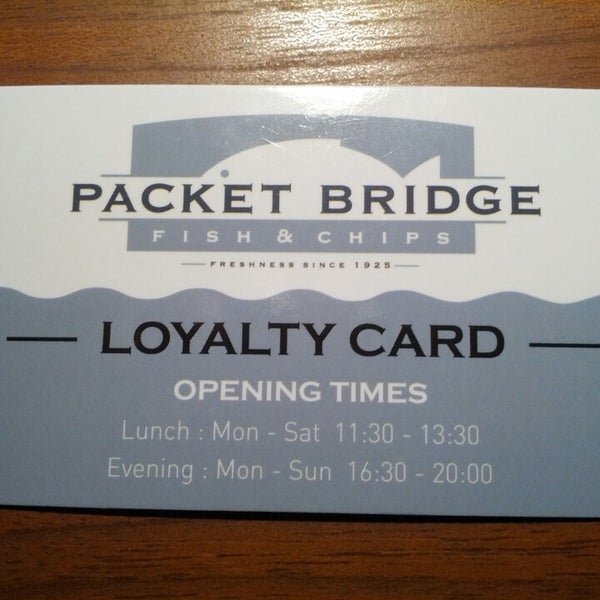 PACKET BRIDGE
FISH & CHIPS
FRESHNESS SINCE 1925
LOYALTY CARD
OPENING TIMES
Lunch : Mon - Sat 11:30 - 13:30
Evening : Mon - Sun 16:30 - 20:00